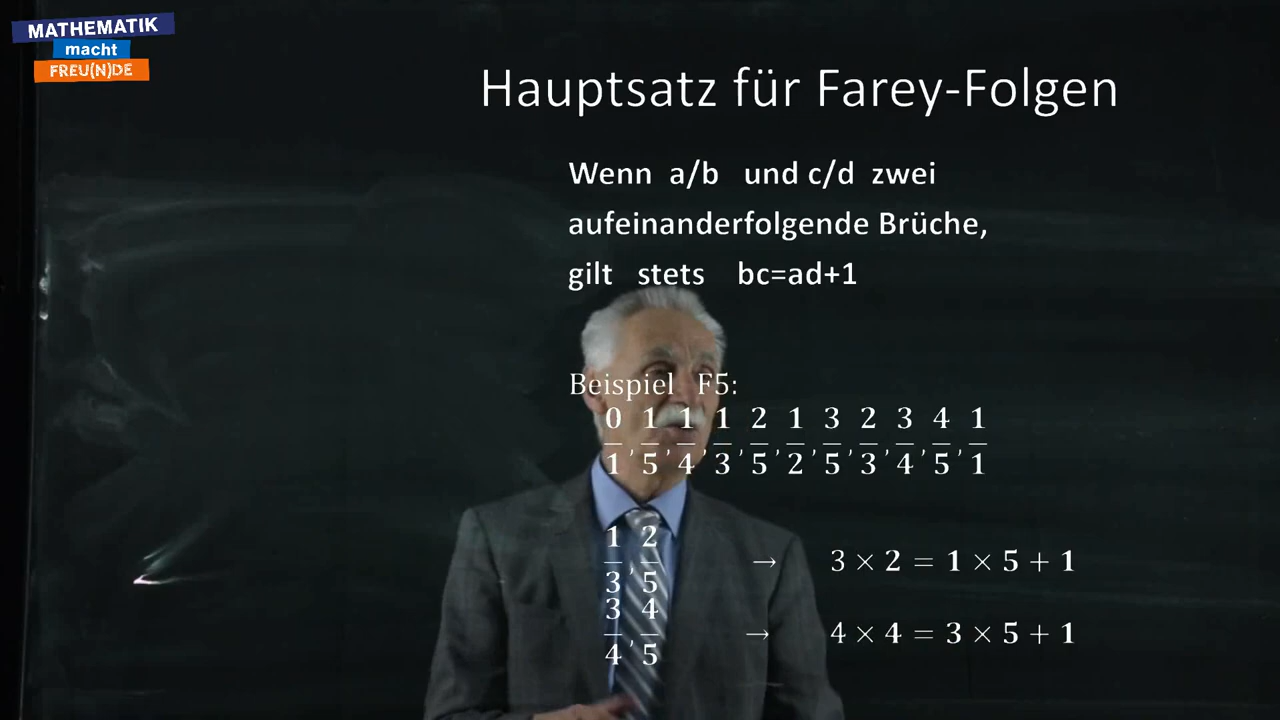 MATHEMATIK
macht
FREU(N)DE
Hauptsatz für Farey-Folgen
Wenn a/b und c/d zwei
aufeinanderfolgende Brüche,
gilt stets bc=ad+1
Beispiel F5:
0/1, 1/5, 1/4, 1/3, 2/5, 1/2, 3/5, 2/3, 3/4, 4/5, 1/1
1/3, 2/5 → 3 × 2 = 1 × 5 + 1
3/4, 4/5 → 4 × 4 = 3 × 5 + 1